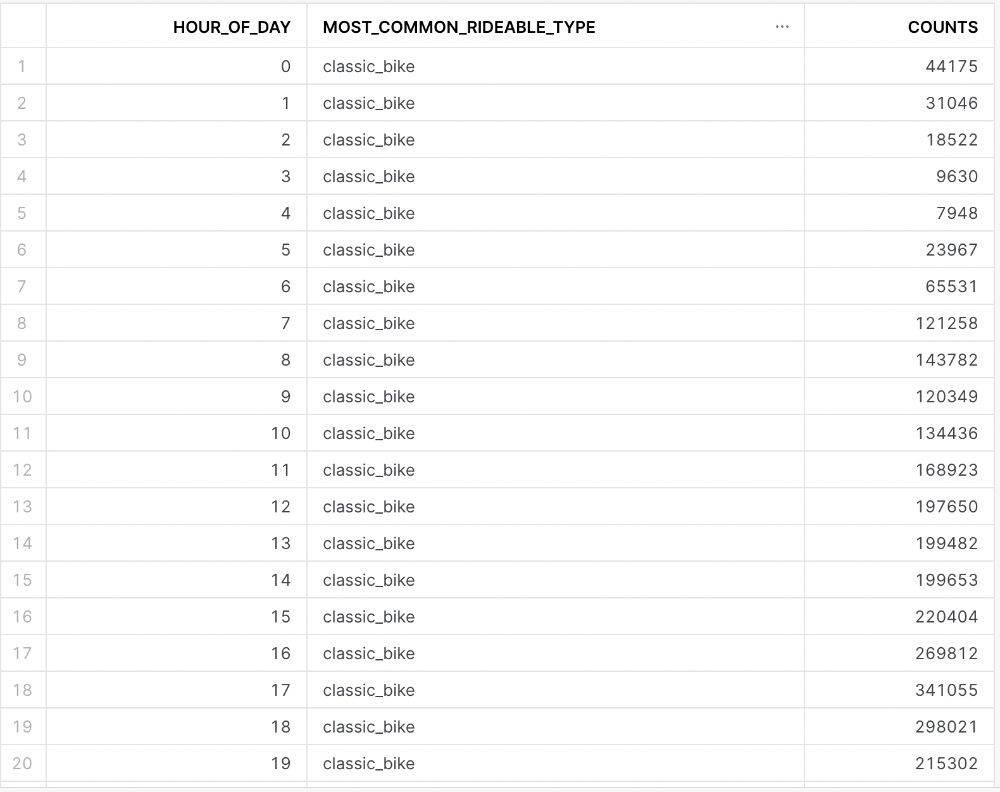 HOUR_OF_DAY MOST_COMMON_RIDEABLE_TYPE ... COUNTS
1 0 classic_bike 44175
2 1 classic_bike 31046
3 2 classic_bike 18522
4 3 classic_bike 9630
5 4 classic_bike 7948
6 5 classic_bike 23967
7 6 classic_bike 65531
8 7 classic_bike 121258
9 8 classic_bike 143782
10 9 classic_bike 120349
11 10 classic_bike 134436
12 11 classic_bike 168923
13 12 classic_bike 197650
14 13 classic_bike 199482
15 14 classic_bike 199653
16 15 classic_bike 220404
17 16 classic_bike 269812
18 17 classic_bike 341055
19 18 classic_bike 298021
20 19 classic_bike 215302